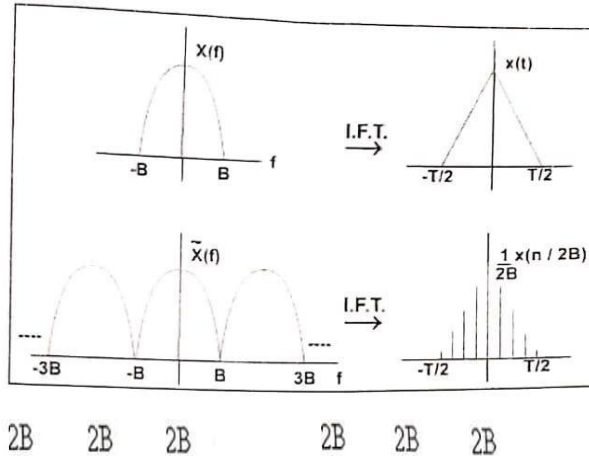 X(f)
x(t)
I.F.T.
-B B f
-T/2 T/2
X̃(f)
1/2B x(n / 2B)
I.F.T.
---- ----
-3B -B B 3B f
-T/2 T/2
2B 2B 2B 2B 2B 2B